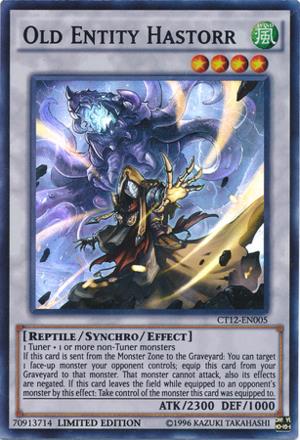 OLD ENTITY HASTORR
WIND
風
CT12-EN005
[REPTILE/SYNCHRO/EFFECT]
1 Tuner + 1 or more non-Tuner monsters
If this card is sent from the Monster Zone to the Graveyard: You can target
1 face-up monster your opponent controls; equip this card from your
Graveyard to that monster. That monster cannot attack, also its effects
are negated. If this card leaves the field while equipped to an opponent's
monster by this effect: Take control of the monster this card was equipped to.
ATK/2300 DEF/1000
70913714 LIMITED EDITION ©1996 KAZUKI TAKAHASHI